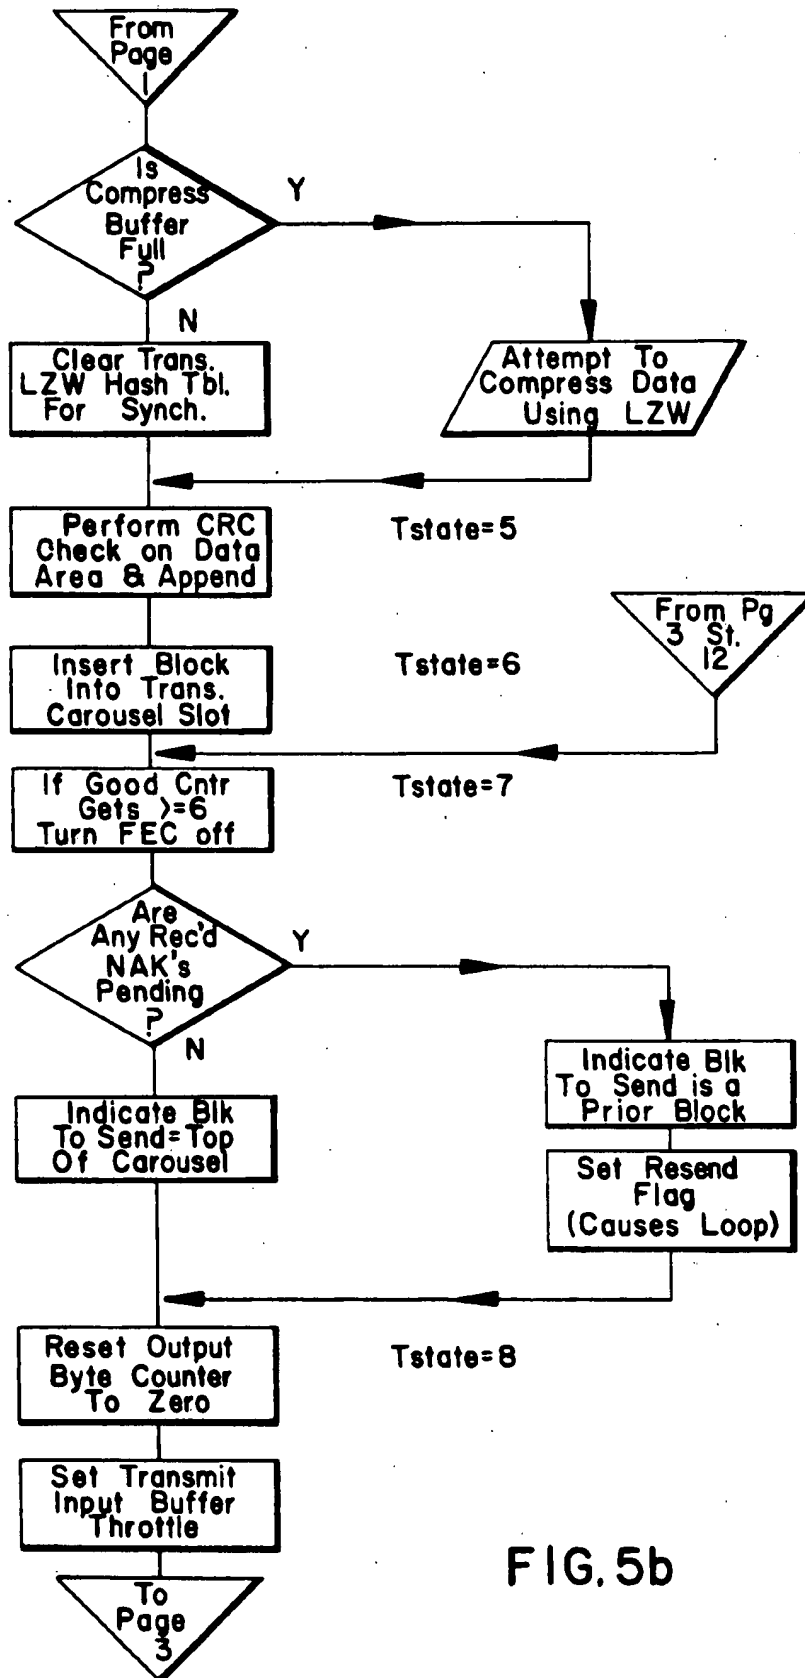 From
Page
1
Is
Compress
Buffer
Full
?
Y
N
Clear Trans.
LZW Hash Tbl.
For Synch.
Attempt To
Compress Data
Using LZW
Perform CRC
Check on Data
Area & Append
Tstate=5
From Pg
3 St.
12
Insert Block
Into Trans.
Carousel Slot
Tstate=6
If Good Cntr
Gets >=6
Turn FEC off
Tstate=7
Are
Any Rec'd
NAK's
Pending
?
Y
N
Indicate Blk
To Send is a
Prior Block
Indicate Blk
To Send=Top
Of Carousel
Set Resend
Flag
(Causes Loop)
Reset Output
Byte Counter
To Zero
Tstate=8
Set Transmit
Input Buffer
Throttle
To
Page
3
FIG. 5b